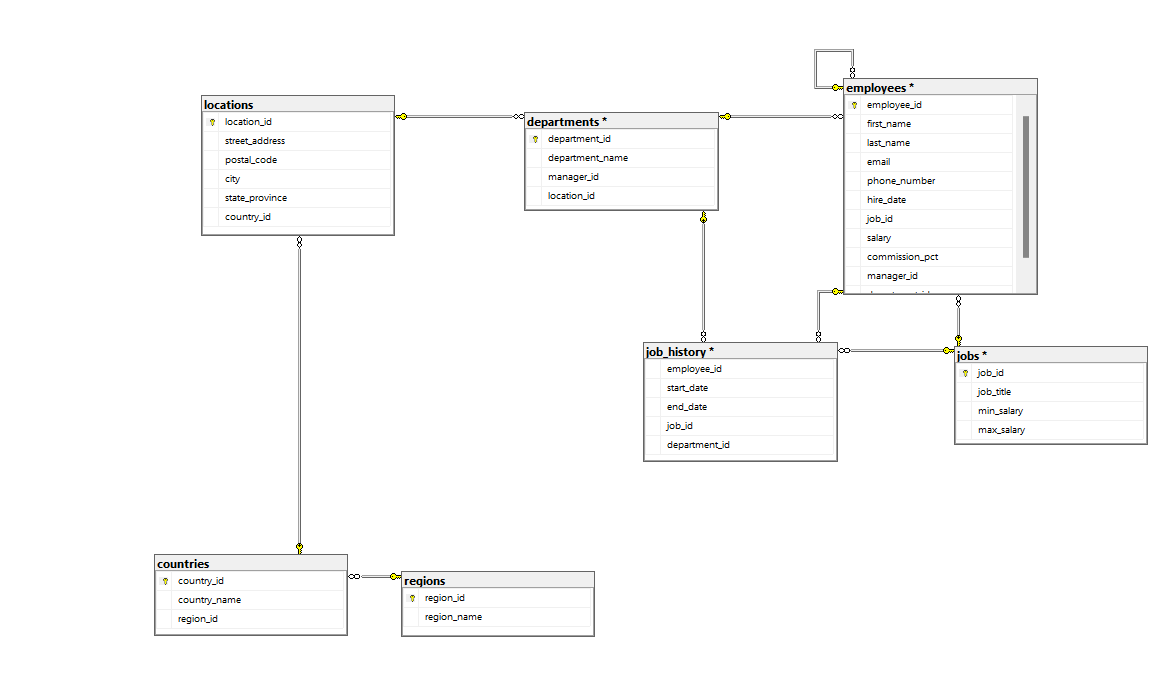 locations
location_id
street_address
postal_code
city
state_province
country_id
departments *
department_id
department_name
manager_id
location_id
employees *
employee_id
first_name
last_name
email
phone_number
hire_date
job_id
salary
commission_pct
manager_id
job_history *
employee_id
start_date
end_date
job_id
department_id
jobs *
job_id
job_title
min_salary
max_salary
countries
country_id
country_name
region_id
regions
region_id
region_name